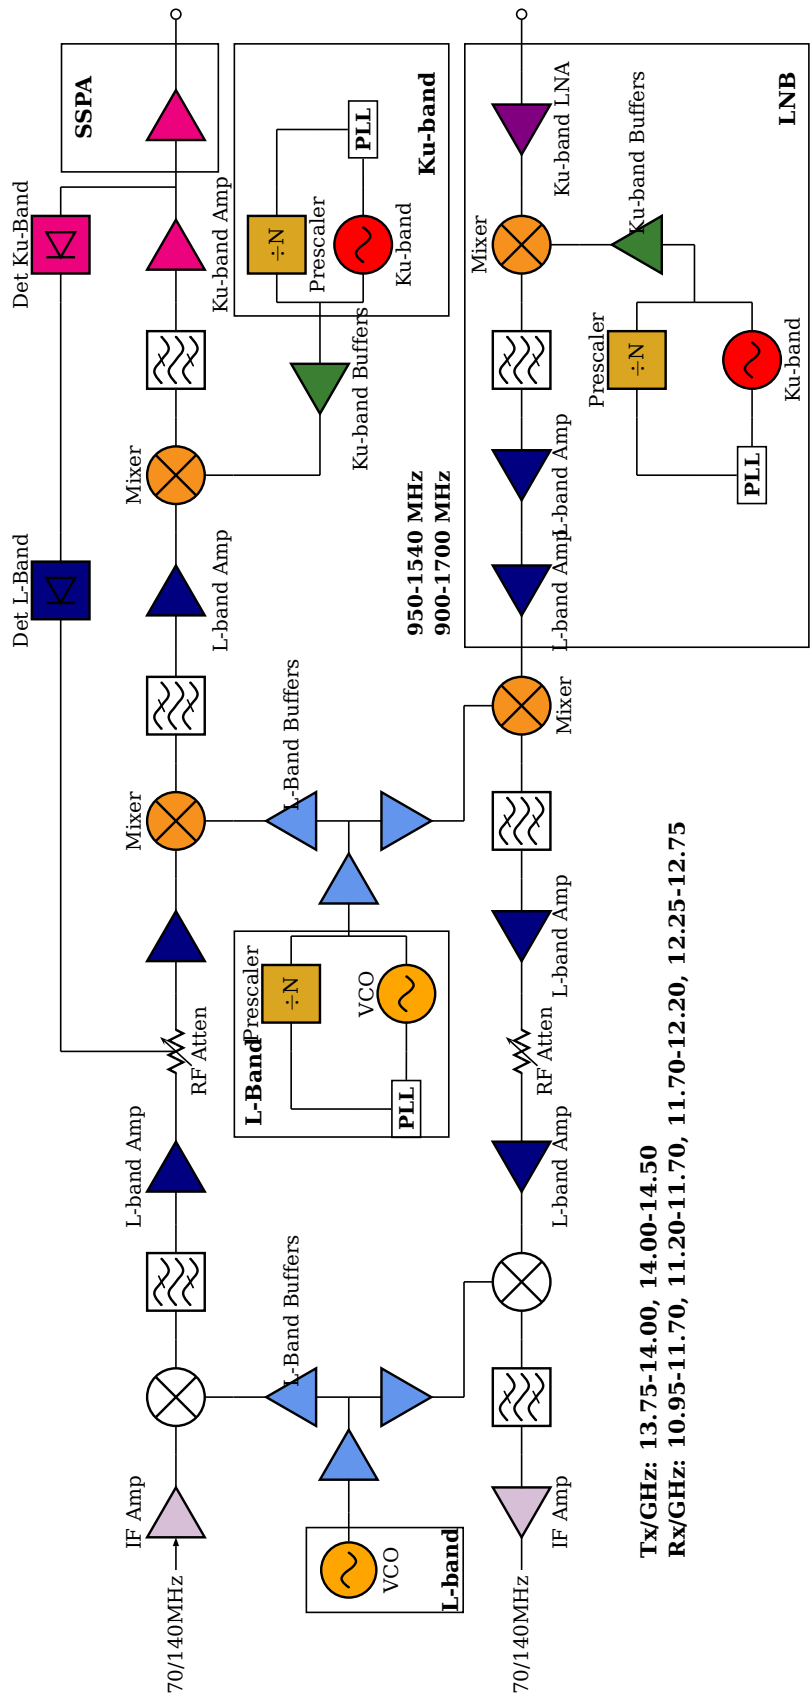 Det L-Band
Det Ku-Band
SSPA
IF Amp
L-band Amp
Mixer
Mixer
70/140MHz
RF Atten
L-band Amp
Ku-band Amp
Prescaler
L-Band
÷N
L-Band Buffers
L-Band Buffers
÷N
Prescaler
Ku-band Buffers
PLL
VCO
VCO
PLL
Ku-band
950-1540 MHz
Ku-band
900-1700 MHz
L-band
Mixer
70/140MHz
RF Atten
IF Amp
L-band Amp
L-band Amp
Mixer
L-band Amp
L-band Amp
Ku-band LNA
Prescaler
÷N
Ku-band Buffers
Tx/GHz: 13.75-14.00, 14.00-14.50
Rx/GHz: 10.95-11.70, 11.20-11.70, 11.70-12.20, 12.25-12.75
PLL
Ku-band
LNB